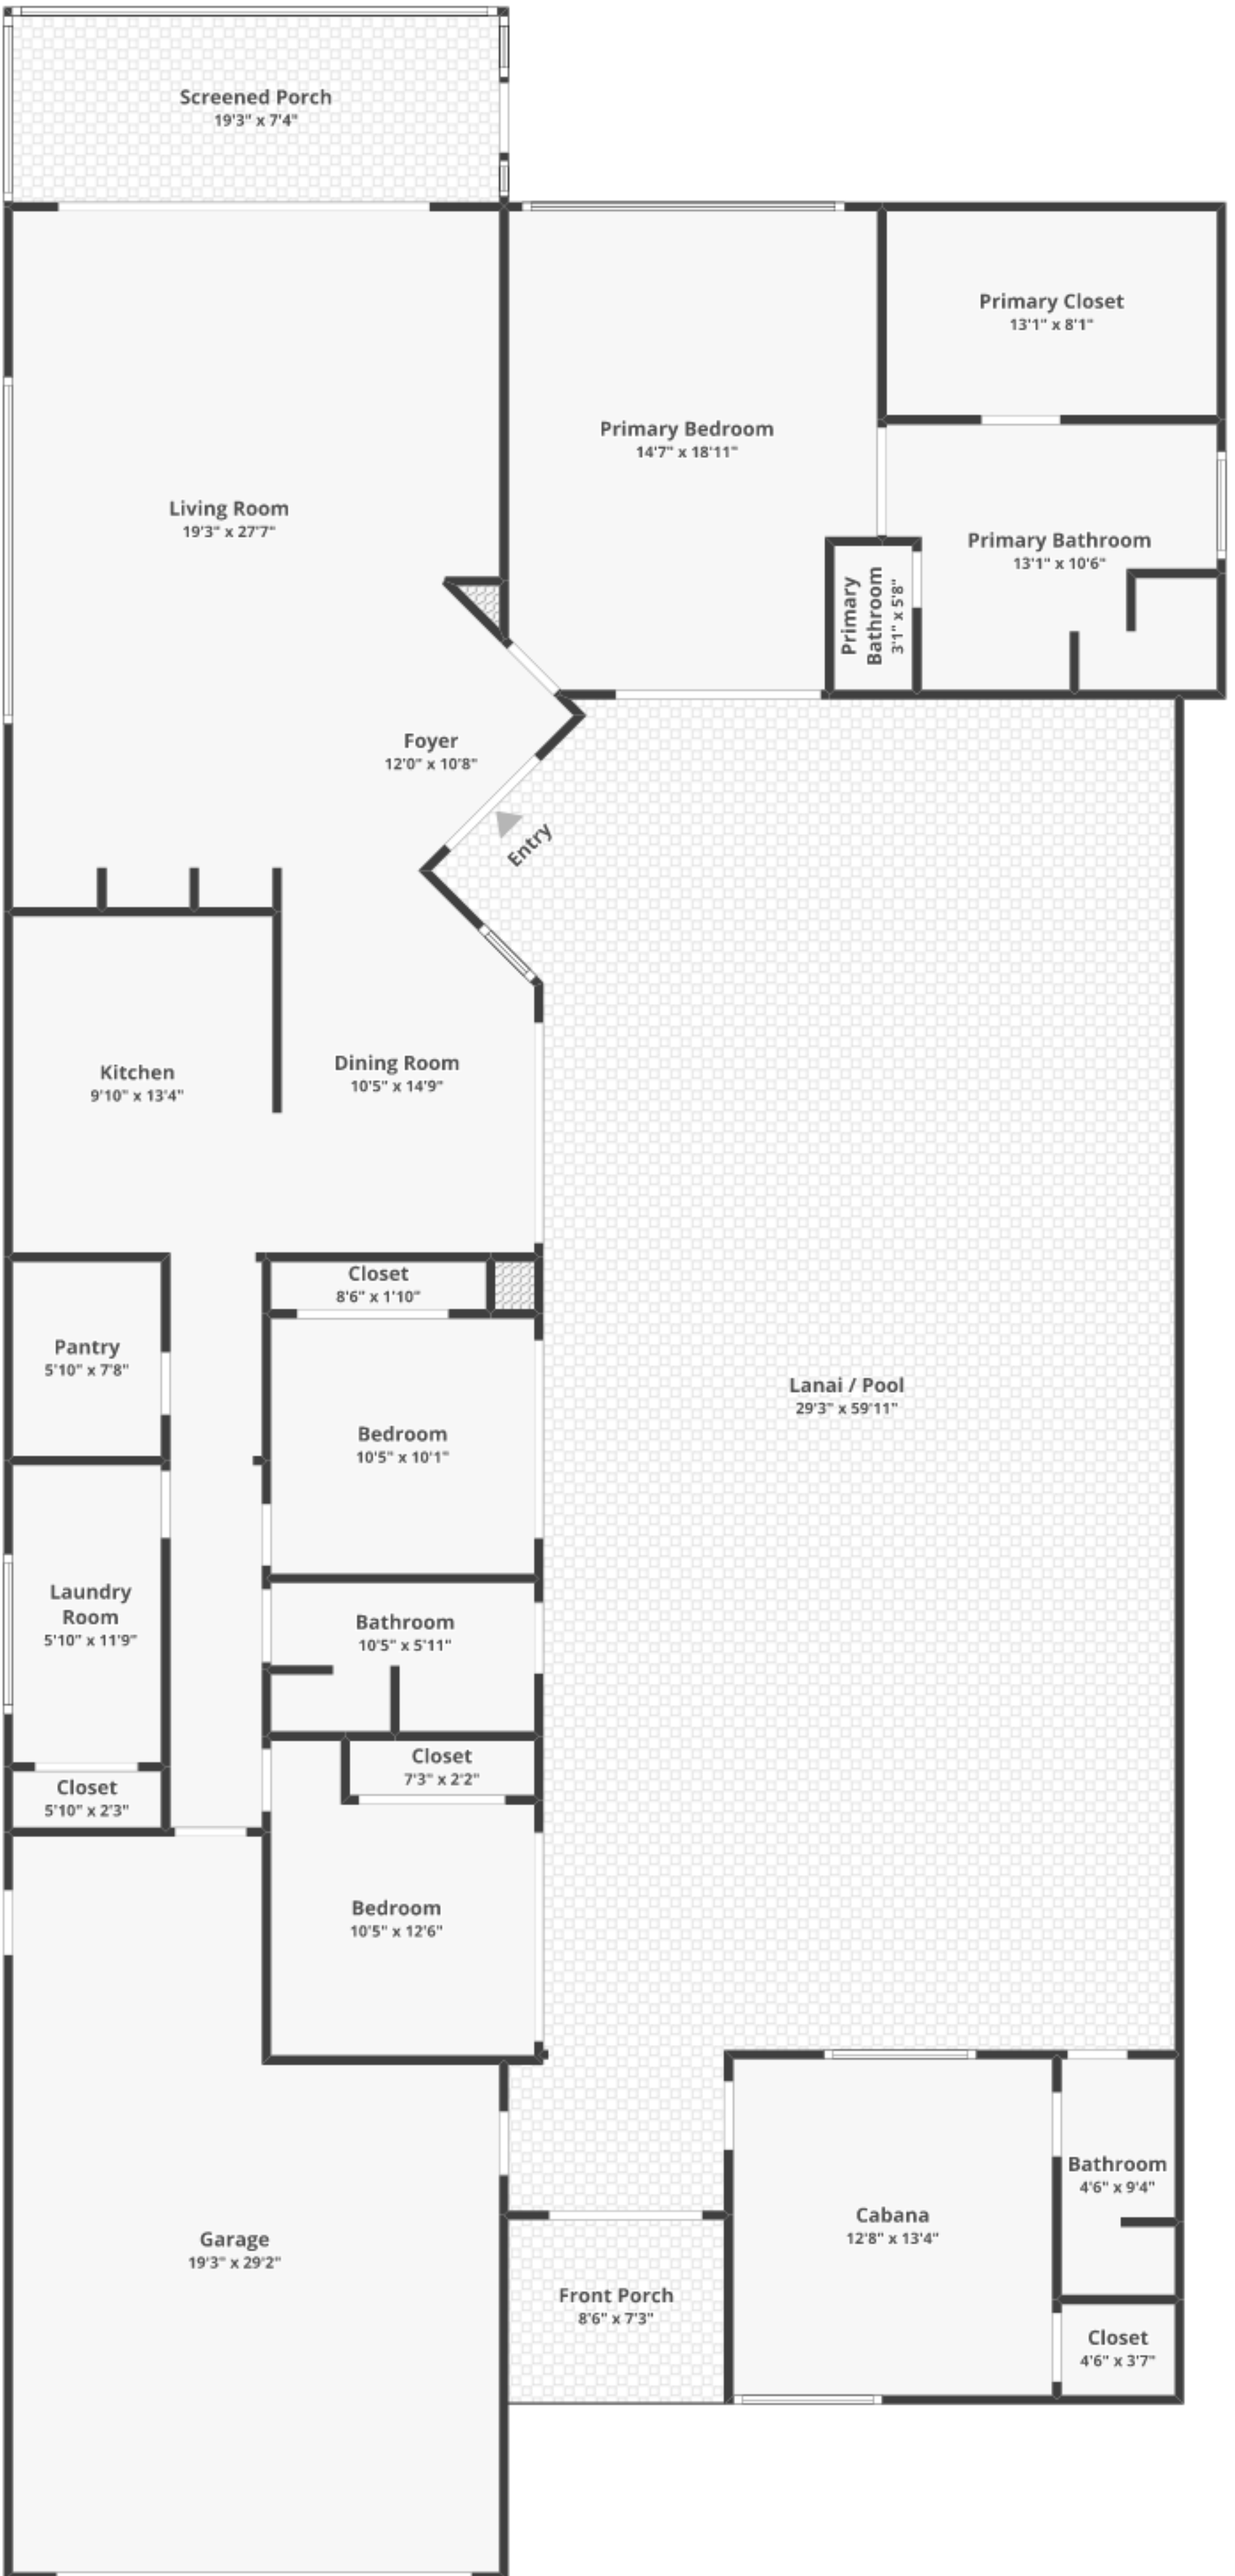 Screened Porch
19'3" x 7'4"
Primary Closet
13'1" x 8'1"
Primary Bedroom
14'7" x 18'11"
Living Room
19'3" x 27'7"
Primary Bathroom
13'1" x 10'6"
Primary
Bathroom
3'1" x 5'8"
Foyer
12'0" x 10'8"
Entry
Kitchen
9'10" x 13'4"
Dining Room
10'5" x 14'9"
Closet
8'6" x 1'10"
Pantry
5'10" x 7'8"
Lanai / Pool
29'3" x 59'11"
Bedroom
10'5" x 10'1"
Laundry
Room
5'10" x 11'9"
Bathroom
10'5" x 5'11"
Closet
7'3" x 2'2"
Closet
5'10" x 2'3"
Bedroom
10'5" x 12'6"
Bathroom
4'6" x 9'4"
Cabana
12'8" x 13'4"
Garage
19'3" x 29'2"
Front Porch
8'6" x 7'3"
Closet
4'6" x 3'7"